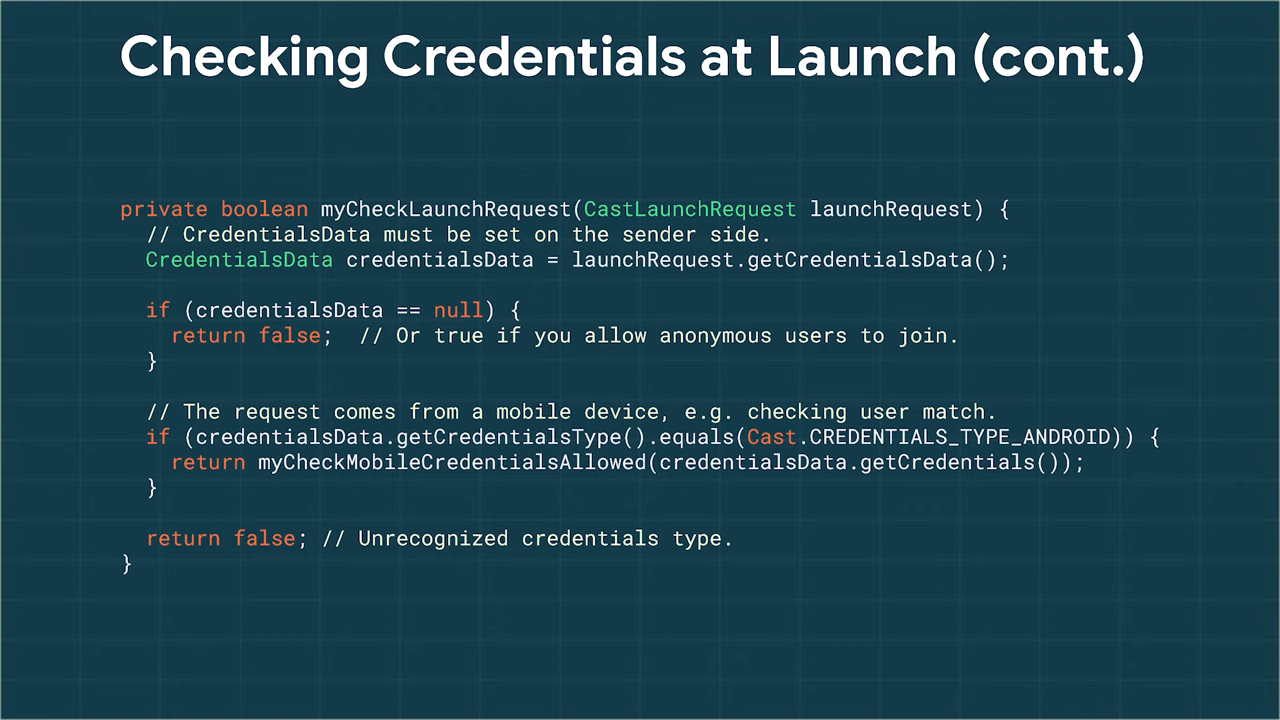 Checking Credentials at Launch (cont.)
private boolean myCheckLaunchRequest(CastLaunchRequest launchRequest) {
  // CredentialsData must be set on the sender side.
  CredentialsData credentialsData = launchRequest.getCredentialsData();
  if (credentialsData == null) {
    return false;  // Or true if you allow anonymous users to join.
  }
  // The request comes from a mobile device, e.g. checking user match.
  if (credentialsData.getCredentialsType().equals(Cast.CREDENTIALS_TYPE_ANDROID)) {
    return myCheckMobileCredentialsAllowed(credentialsData.getCredentials());
  }
  return false; // Unrecognized credentials type.
}